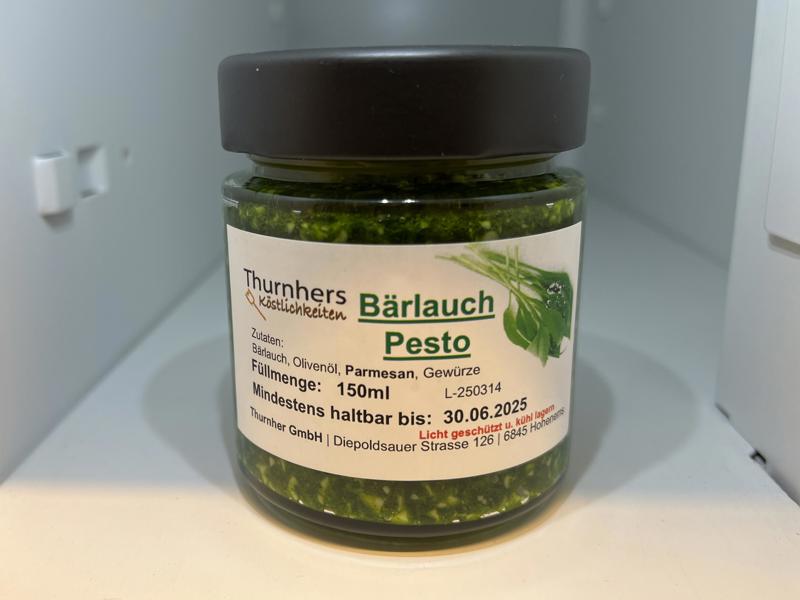 Thurnhers
Köstlichkeiten
Bärlauch
Pesto
Zutaten:
Bärlauch, Olivenöl, Parmesan, Gewürze
Füllmenge: 150ml
L-250314
Mindestens haltbar bis: 30.06.2025
Licht geschützt u. kühl lagern
Thurnher GmbH | Diepoldsauer Strasse 126 | 6845 Hohenems